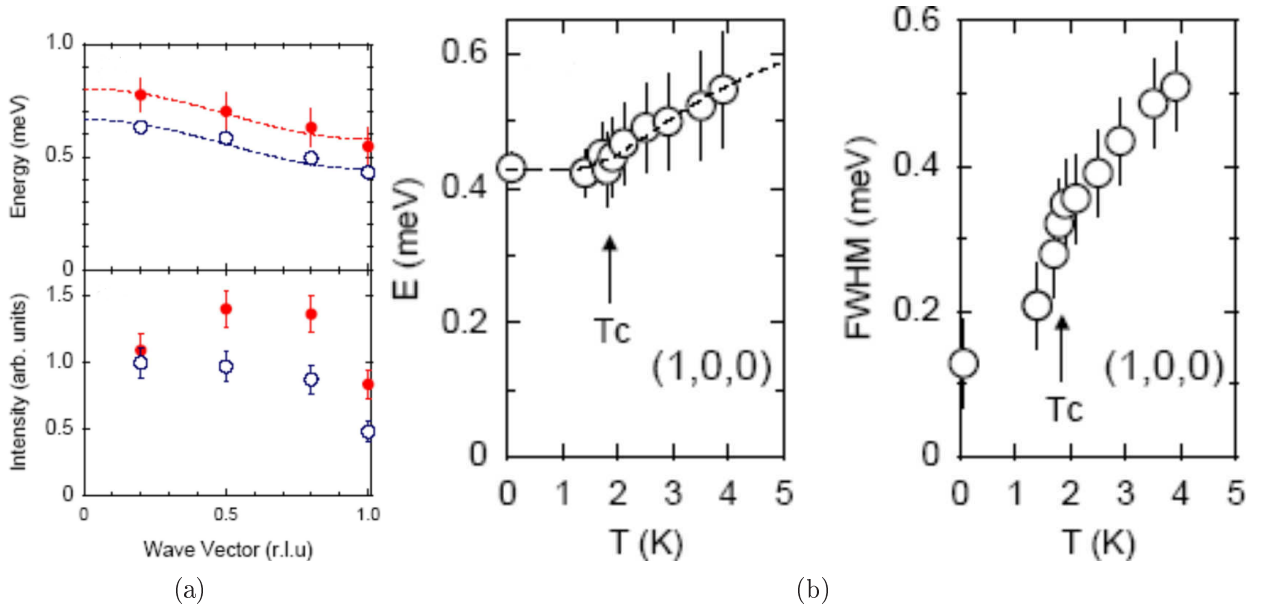 1.0
0.5
0
Energy (meV)
1.5
1.0
0.5
0
Intensity (arb. units)
0 0.5 1.0
Wave Vector (r.l.u)
(a)
0.6
0.4
0.2
0
E (meV)
Tc
(1,0,0)
0 1 2 3 4 5
T (K)
0.6
0.4
0.2
0
FWHM (meV)
Tc
(1,0,0)
0 1 2 3 4 5
T (K)
(b)